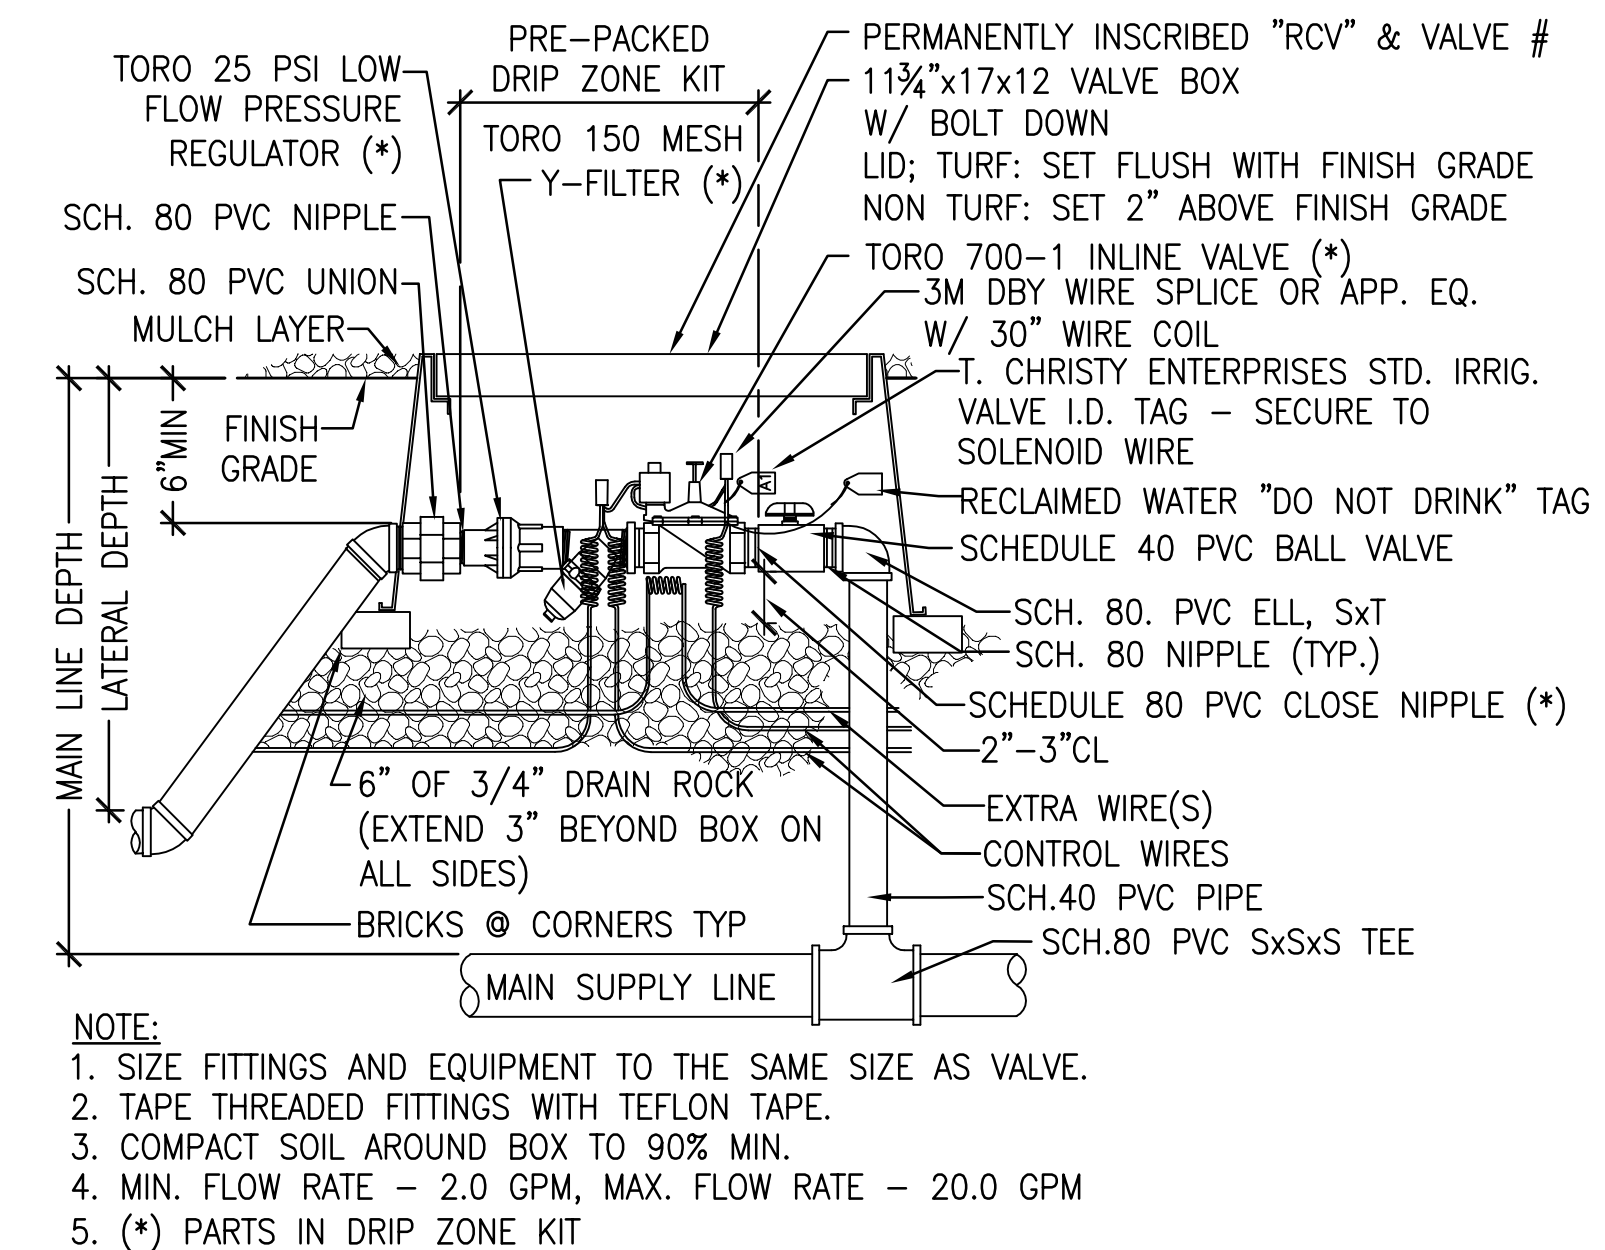 PRE-PACKED
DRIP ZONE KIT
TORO 25 PSI LOW
FLOW PRESSURE
REGULATOR (*)
TORO 150 MESH
Y-FILTER (*)
SCH. 80 PVC NIPPLE
SCH. 80 PVC UNION
MULCH LAYER
FINISH
GRADE
6"MIN
LATERAL DEPTH
MAIN LINE DEPTH
PERMANENTLY INSCRIBED "RCV" & VALVE #
11¾"x17x12 VALVE BOX
W/ BOLT DOWN
LID; TURF: SET FLUSH WITH FINISH GRADE
NON TURF: SET 2" ABOVE FINISH GRADE
TORO 700-1 INLINE VALVE (*)
3M DBY WIRE SPLICE OR APP. EQ.
W/ 30" WIRE COIL
T. CHRISTY ENTERPRISES STD. IRRIG.
VALVE I.D. TAG - SECURE TO
SOLENOID WIRE
A1
RECLAIMED WATER "DO NOT DRINK" TAG
SCHEDULE 40 PVC BALL VALVE
SCH. 80. PVC ELL, SxT
SCH. 80 NIPPLE (TYP.)
SCHEDULE 80 PVC CLOSE NIPPLE (*)
2"-3"CL
EXTRA WIRE(S)
CONTROL WIRES
SCH.40 PVC PIPE
SCH.80 PVC SxSxS TEE
6" OF 3/4" DRAIN ROCK
(EXTEND 3" BEYOND BOX ON
ALL SIDES)
BRICKS @ CORNERS TYP
MAIN SUPPLY LINE
NOTE:
1. SIZE FITTINGS AND EQUIPMENT TO THE SAME SIZE AS VALVE.
2. TAPE THREADED FITTINGS WITH TEFLON TAPE.
3. COMPACT SOIL AROUND BOX TO 90% MIN.
4. MIN. FLOW RATE - 2.0 GPM, MAX. FLOW RATE - 20.0 GPM
5. (*) PARTS IN DRIP ZONE KIT